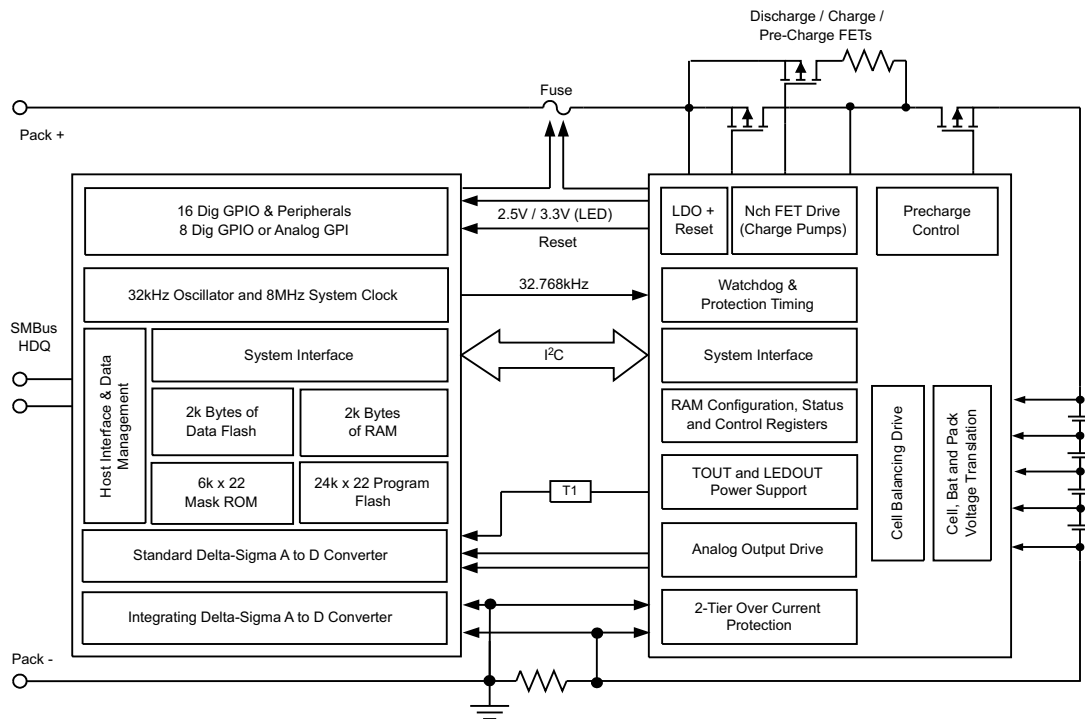 Discharge / Charge /
Pre-Charge FETs
Fuse
Pack +
16 Dig GPIO & Peripherals
8 Dig GPIO or Analog GPI
2.5V / 3.3V (LED)
Reset
LDO +
Reset
Nch FET Drive
(Charge Pumps)
Precharge
Control
32kHz Oscillator and 8MHz System Clock
32.768kHz
Watchdog &
Protection Timing
SMBus
HDQ
Host Interface & Data
Management
System Interface
I²C
System Interface
2k Bytes of
Data Flash
2k Bytes
of RAM
RAM Configuration, Status
and Control Registers
6k x 22
Mask ROM
24k x 22 Program
Flash
T1
TOUT and LEDOUT
Power Support
Cell Balancing Drive
Cell, Bat and Pack
Voltage Translation
Standard Delta-Sigma A to D Converter
Analog Output Drive
Integrating Delta-Sigma A to D Converter
2-Tier Over Current
Protection
Pack -